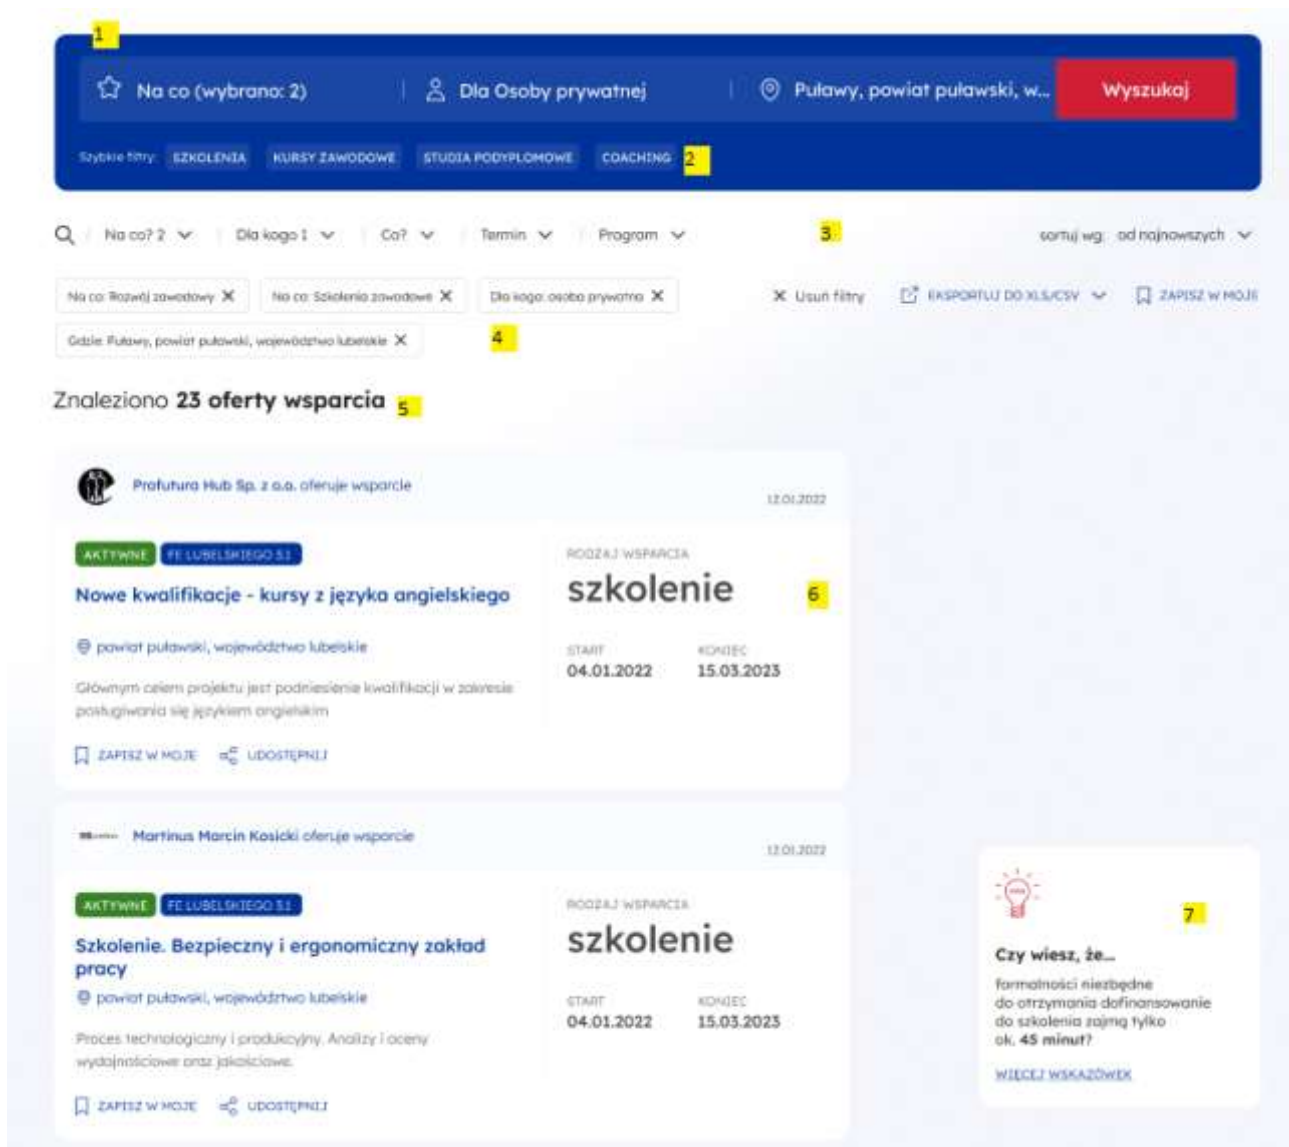 1
Na co (wybrano: 2) Dla Osoby prywatnej Puławy, powiat puławski, w... Wyszukaj
Szybkie filtry: SZKOLENIA KURSY ZAWODOWE STUDIA PODYPLOMOWE COACHING 2
Na co? 2 Dla kogo 1 Co? Termin Program 3 sortuj wg: od najnowszych
Na co: Rozwój zawodowy Na co: Szkolenia zawodowe Dla kogo: osoba prywatna Usuń filtry EKSPORTUJ DO XLS/CSV ZAPISZ W MOJE
Gdzie: Puławy, powiat puławski, województwo lubelskie 4
Znaleziono 23 oferty wsparcia 5
Profutura Hub Sp. z o.o. oferuje wsparcie
12.01.2022
AKTYWNE FE LUBELSKIEGO 5.1
Nowe kwalifikacje - kursy z języka angielskiego
powiat puławski, województwo lubelskie
Głównym celem projektu jest podniesienie kwalifikacji w zakresie
posługiwania się językiem angielskim
ZAPISZ W MOJE UDOSTĘPNIJ
RODZAJ WSPARCIA
szkolenie 6
START KONIEC
04.01.2022 15.03.2023
Martinus Marcin Kosicki oferuje wsparcie
12.01.2022
AKTYWNE FE LUBELSKIEGO 5.1
Szkolenie. Bezpieczny i ergonomiczny zakład
pracy
powiat puławski, województwo lubelskie
Proces technologiczny i produkcyjny. Analizy i oceny
wydajnościowe oraz jakościowe.
ZAPISZ W MOJE UDOSTĘPNIJ
RODZAJ WSPARCIA
szkolenie
START KONIEC
04.01.2022 15.03.2023
7
Czy wiesz, że...
formalności niezbędne
do otrzymania dofinansowanie
do szkolenia zajmą tylko
ok. 45 minut?
WIĘCEJ WSKAZÓWEK